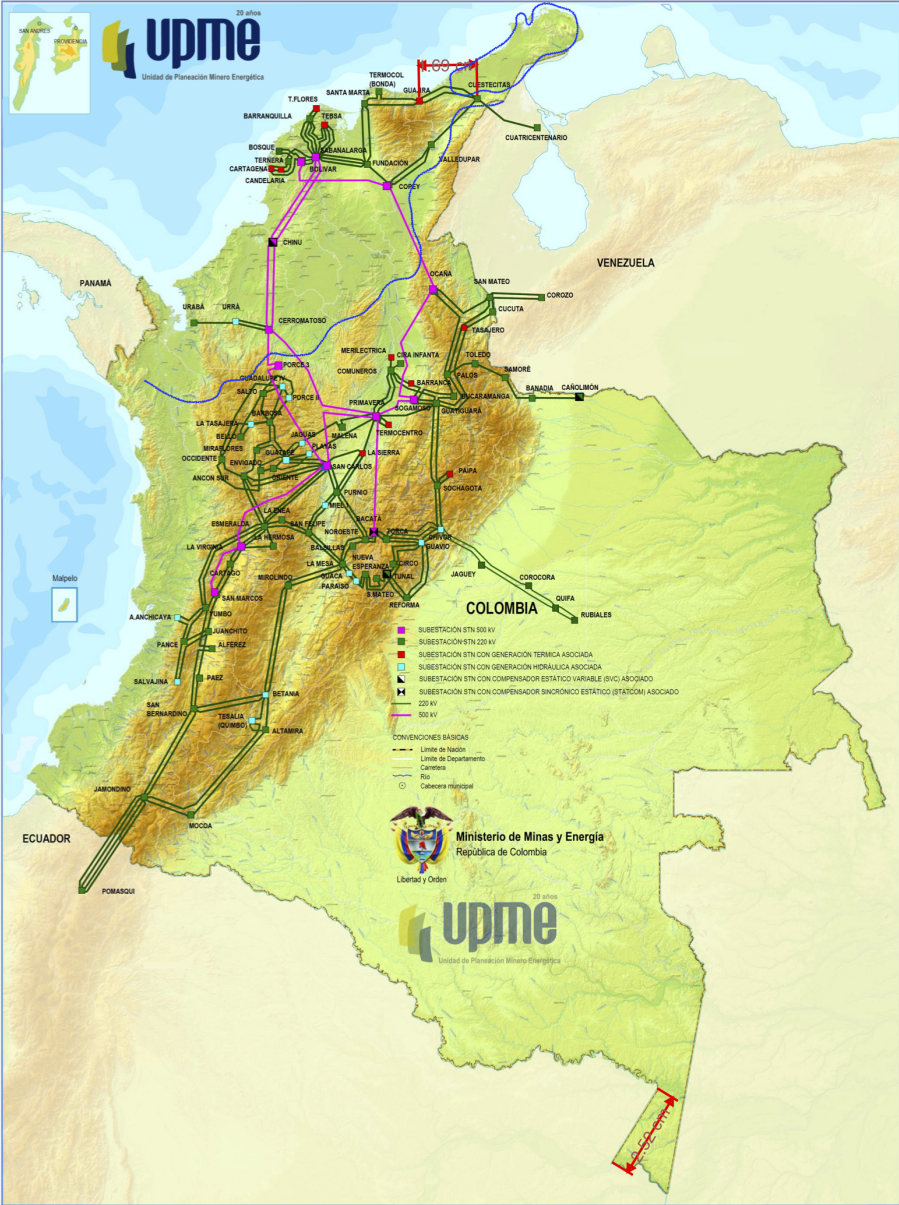 SAN ANDRES
PROVIDENCIA
20 años
upme
Unidad de Planeación Minero Energética
TERMOCOL
(BONDA)
SANTA MARTA
GUAJIRA
CUESTECITAS
T.FLORES
BARRANQUILLA
TEBSA
CUATRICENTENARIO
BOSQUE
SABANALARGA
TERNERA
FUNDACIÓN
VALLEDUPAR
CARTAGENA
BOLIVAR
CANDELARIA
COPEY
CHINU
VENEZUELA
OCAÑA
PANAMÁ
SAN MATEO
COROZO
CUCUTA
URABÁ
URRÁ
CERROMATOSO
TASAJERO
MERILECTRICA
CIRA INFANTA
TOLEDO
PORCE 3
COMUNEROS
SAMORÉ
GUADALUPE IV
PALOS
BARRANCA
BANADIA
CAÑOLIMÓN
SALTO
PORCE II
BUCARAMANGA
PRIMAVERA
SOGAMOSO
GUATIGUARÁ
BARBOSA
LA TASAJERA
TERMOCENTRO
BELLO
MALENA
JAGUAS
MIRAFLORES
PLAYAS
GUATAPE
LA SIERRA
OCCIDENTE
ENVIGADO
SAN CARLOS
PAIPA
ANCON SUR
ORIENTE
SOCHAGOTA
PURNIO
LA ENEA
MIEL I
BACATÁ
ESMERALDA
SAN FELIPE
NOROESTE
TORCA
CHIVOR
LA HERMOSA
GUAVIO
LA VIRGINIA
BALSILLAS
NUEVA
ESPERANZA
LA MESA
CIRCO
CARTAGO
MIROLINDO
GUACA
TUNAL
JAGUEY
COROCORA
PARAISO
S.MATEO
SAN MARCOS
REFORMA
QUIFA
Malpelo
COLOMBIA
RUBIALES
A.ANCHICAYA
YUMBO
JUANCHITO
PANCE
ALFEREZ
SALVAJINA
PAEZ
BETANIA
SAN
BERNARDINO
TESALIA
(QUIMBO)
ALTAMIRA
SUBESTACIÓN STN 500 kV
SUBESTACIÓN STN 220 kV
SUBESTACIÓN STN CON GENERACIÓN TERMICA ASOCIADA
SUBESTACIÓN STN CON GENERACIÓN HIDRÁULICA ASOCIADA
SUBESTACIÓN STN CON COMPENSADOR ESTÁTICO VARIABLE (SVC) ASOCIADO
SUBESTACIÓN STN CON COMPENSADOR SINCRÓNICO ESTÁTICO (STATCOM) ASOCIADO
220 kV
500 kV
CONVENCIONES BÁSICAS
Límite de Nación
Límite de Departamento
Carretera
Río
Cabecera municipal
JAMONDINO
MOCOA
ECUADOR
POMASQUI
Ministerio de Minas y Energía
República de Colombia
Libertad y Orden
20 años
upme
Unidad de Planeación Minero Energética
2.52 cm